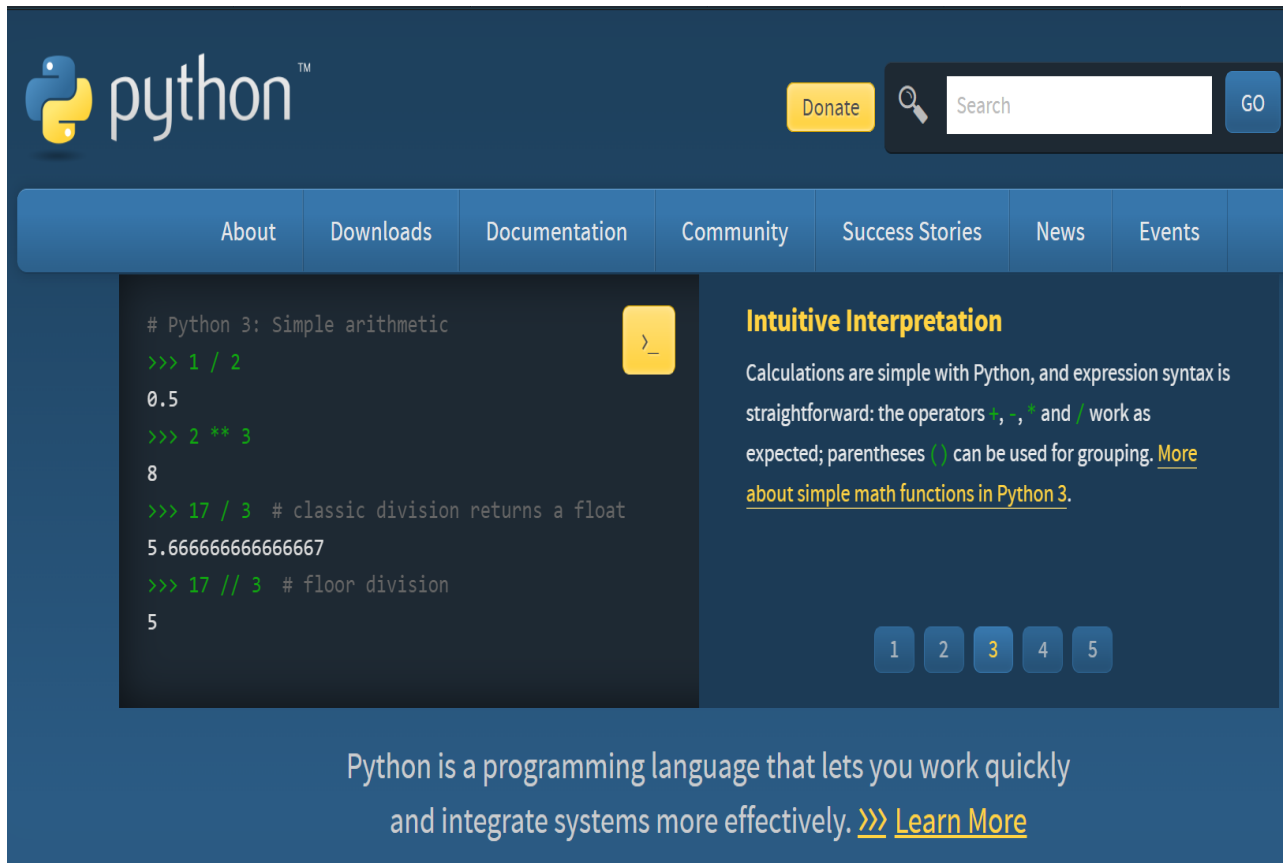 python™
Donate
Search
GO
About
Downloads
Documentation
Community
Success Stories
News
Events
# Python 3: Simple arithmetic
>>> 1 / 2
0.5
>>> 2 ** 3
8
>>> 17 / 3  # classic division returns a float
5.666666666666667
>>> 17 // 3  # floor division
5
>_
Intuitive Interpretation
Calculations are simple with Python, and expression syntax is
straightforward: the operators +, -, * and / work as
expected; parentheses () can be used for grouping. More
about simple math functions in Python 3.
1 2 3 4 5
Python is a programming language that lets you work quickly
and integrate systems more effectively. >>> Learn More